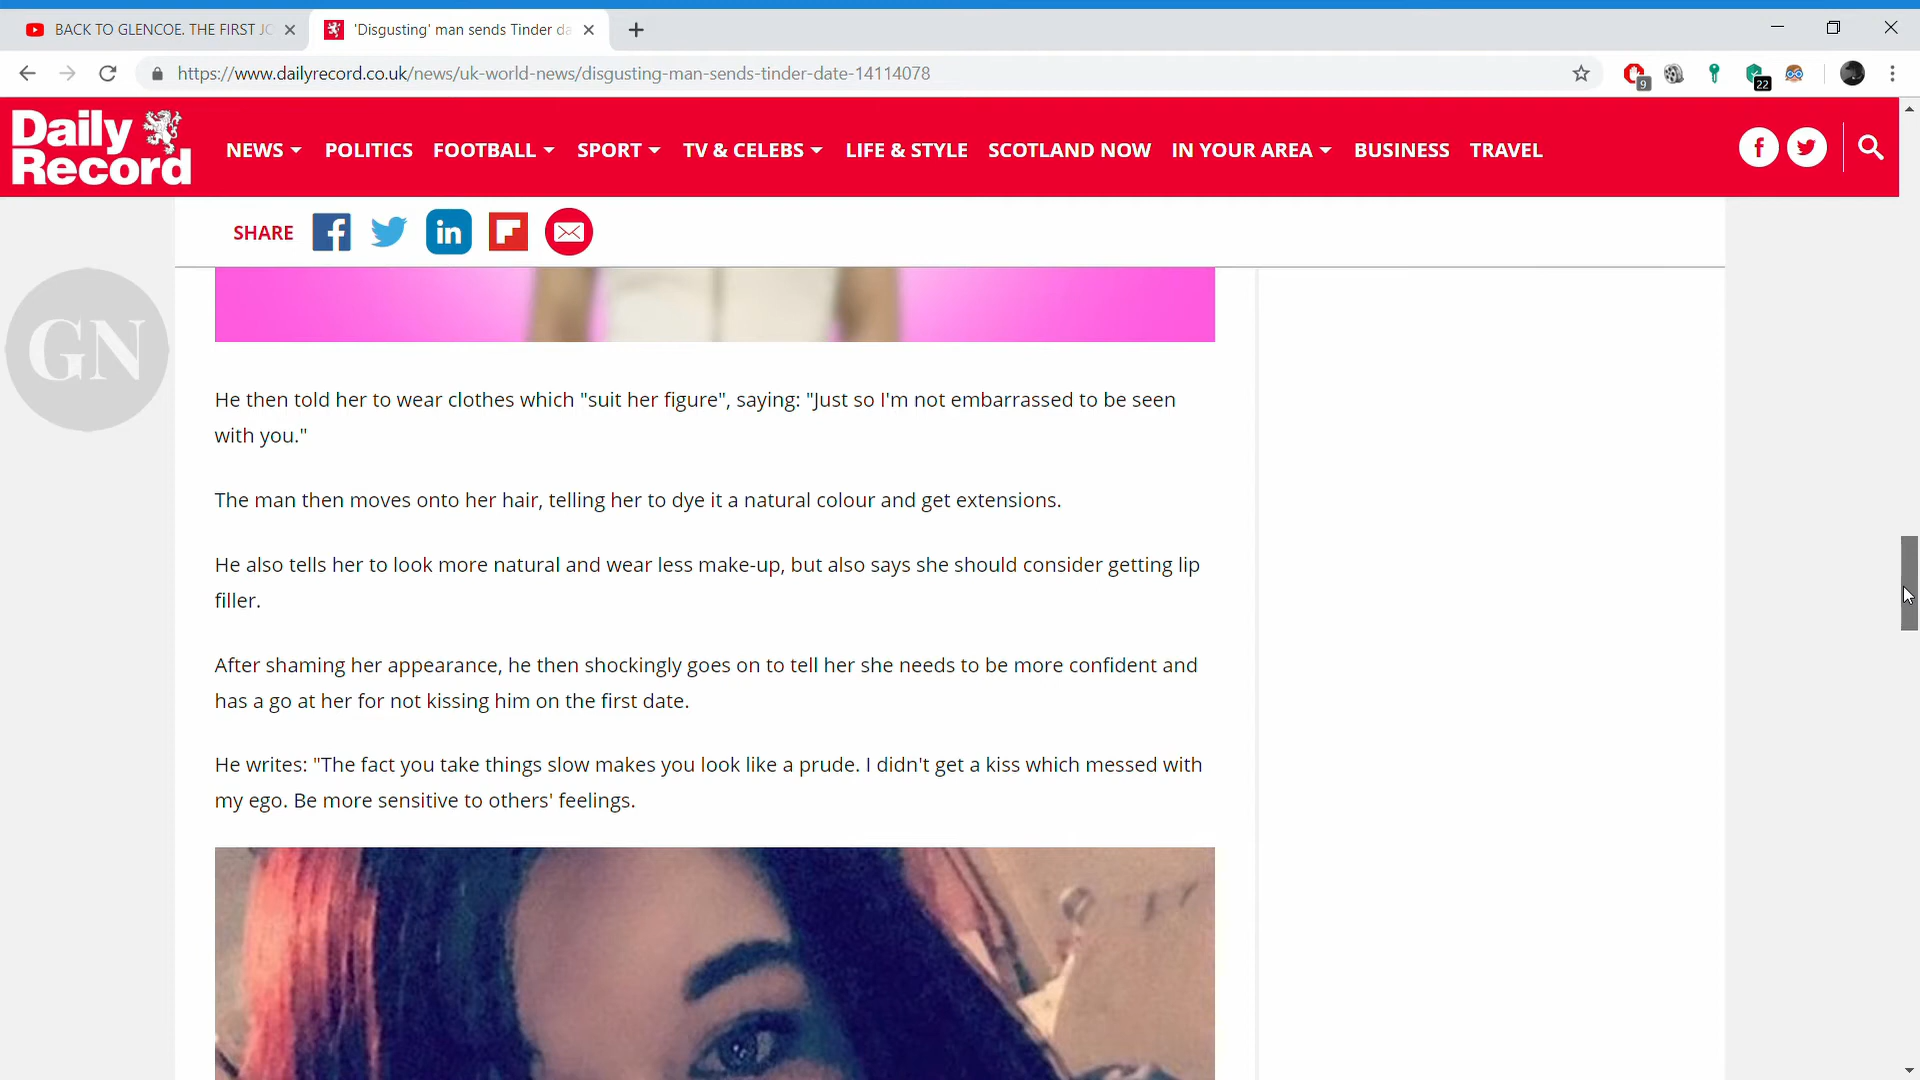 BACK TO GLENCOE. THE FIRST JO
'Disgusting' man sends Tinder da
https://www.dailyrecord.co.uk/news/uk-world-news/disgusting-man-sends-tinder-date-14114078
9
22
Daily
Record
NEWS POLITICS FOOTBALL SPORT TV & CELEBS LIFE & STYLE SCOTLAND NOW IN YOUR AREA BUSINESS TRAVEL
SHARE
GN
He then told her to wear clothes which "suit her figure", saying: "Just so I'm not embarrassed to be seen
with you."
The man then moves onto her hair, telling her to dye it a natural colour and get extensions.
He also tells her to look more natural and wear less make-up, but also says she should consider getting lip
filler.
After shaming her appearance, he then shockingly goes on to tell her she needs to be more confident and
has a go at her for not kissing him on the first date.
He writes: "The fact you take things slow makes you look like a prude. I didn't get a kiss which messed with
my ego. Be more sensitive to others' feelings.